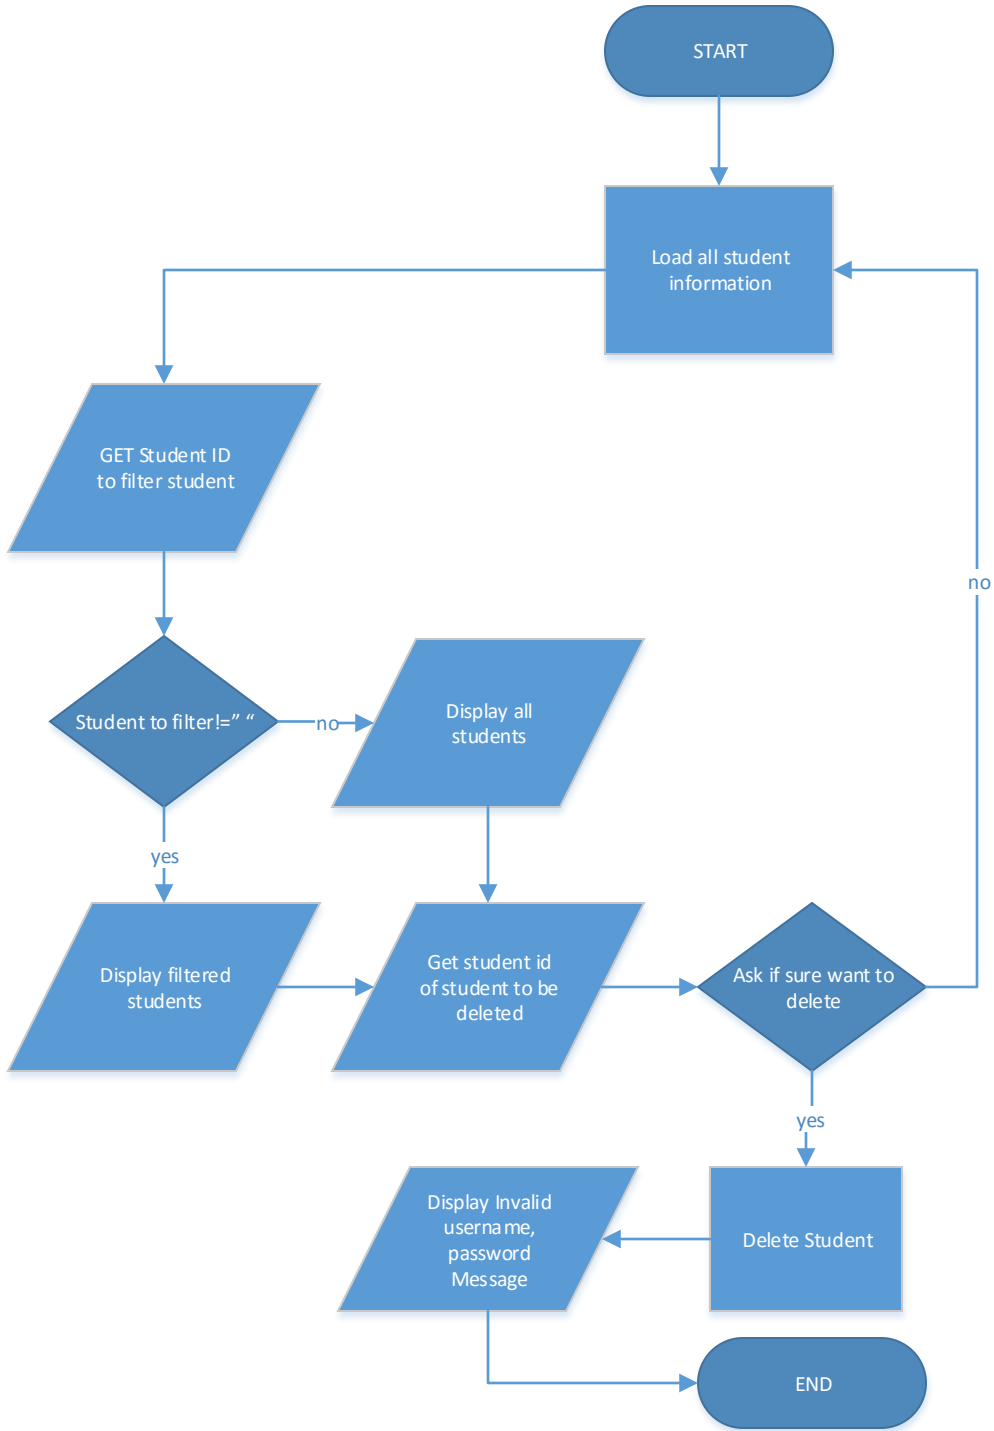 START
Load all student
information
GET Student ID
to filter student
no
Student to filter!=” “
no
Display all
students
yes
Display filtered
students
Get student id
of student to be
deleted
Ask if sure want to
delete
yes
Display Invalid
username,
password
Message
Delete Student
END